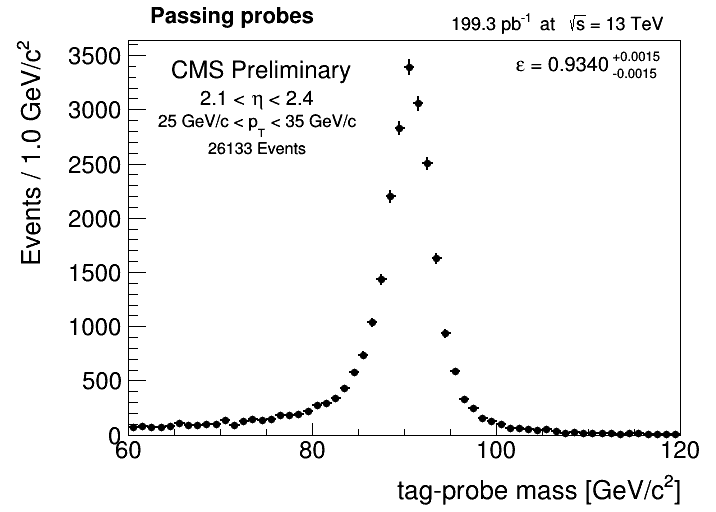 Passing probes
199.3 pb⁻¹ at √s = 13 TeV
CMS Preliminary
2.1 < η < 2.4
25 GeV/c < p_T < 35 GeV/c
26133 Events
ε = 0.9340 +0.0015 -0.0015
Events / 1.0 GeV/c²
3500
3000
2500
2000
1500
1000
500
0
60 80 100 120
tag-probe mass [GeV/c²]